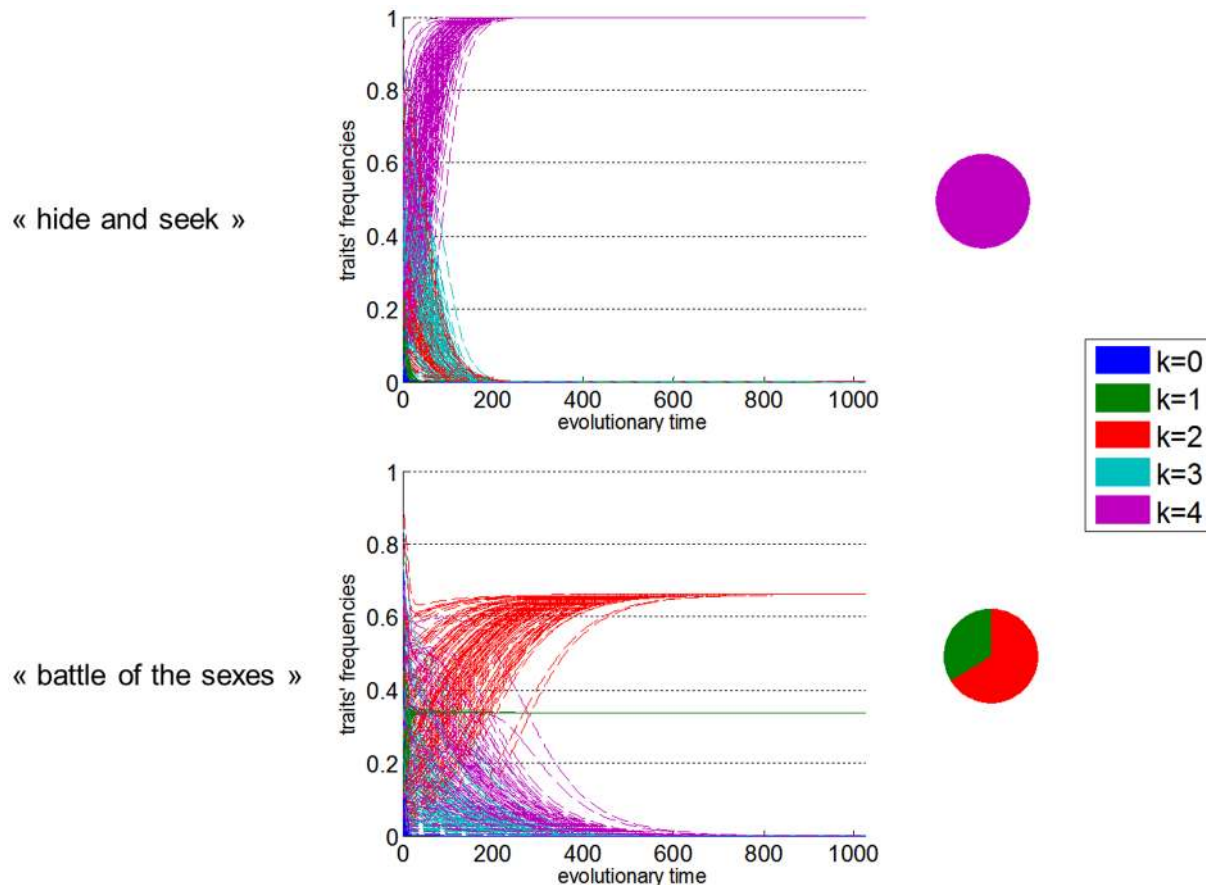 1
0.8
0.6
0.4
0.2
0
traits' frequencies
0 200 400 600 800 1000
evolutionary time
« hide and seek »
k=0
k=1
k=2
k=3
k=4
1
0.8
0.6
0.4
0.2
0
traits' frequencies
0 200 400 600 800 1000
evolutionary time
« battle of the sexes »